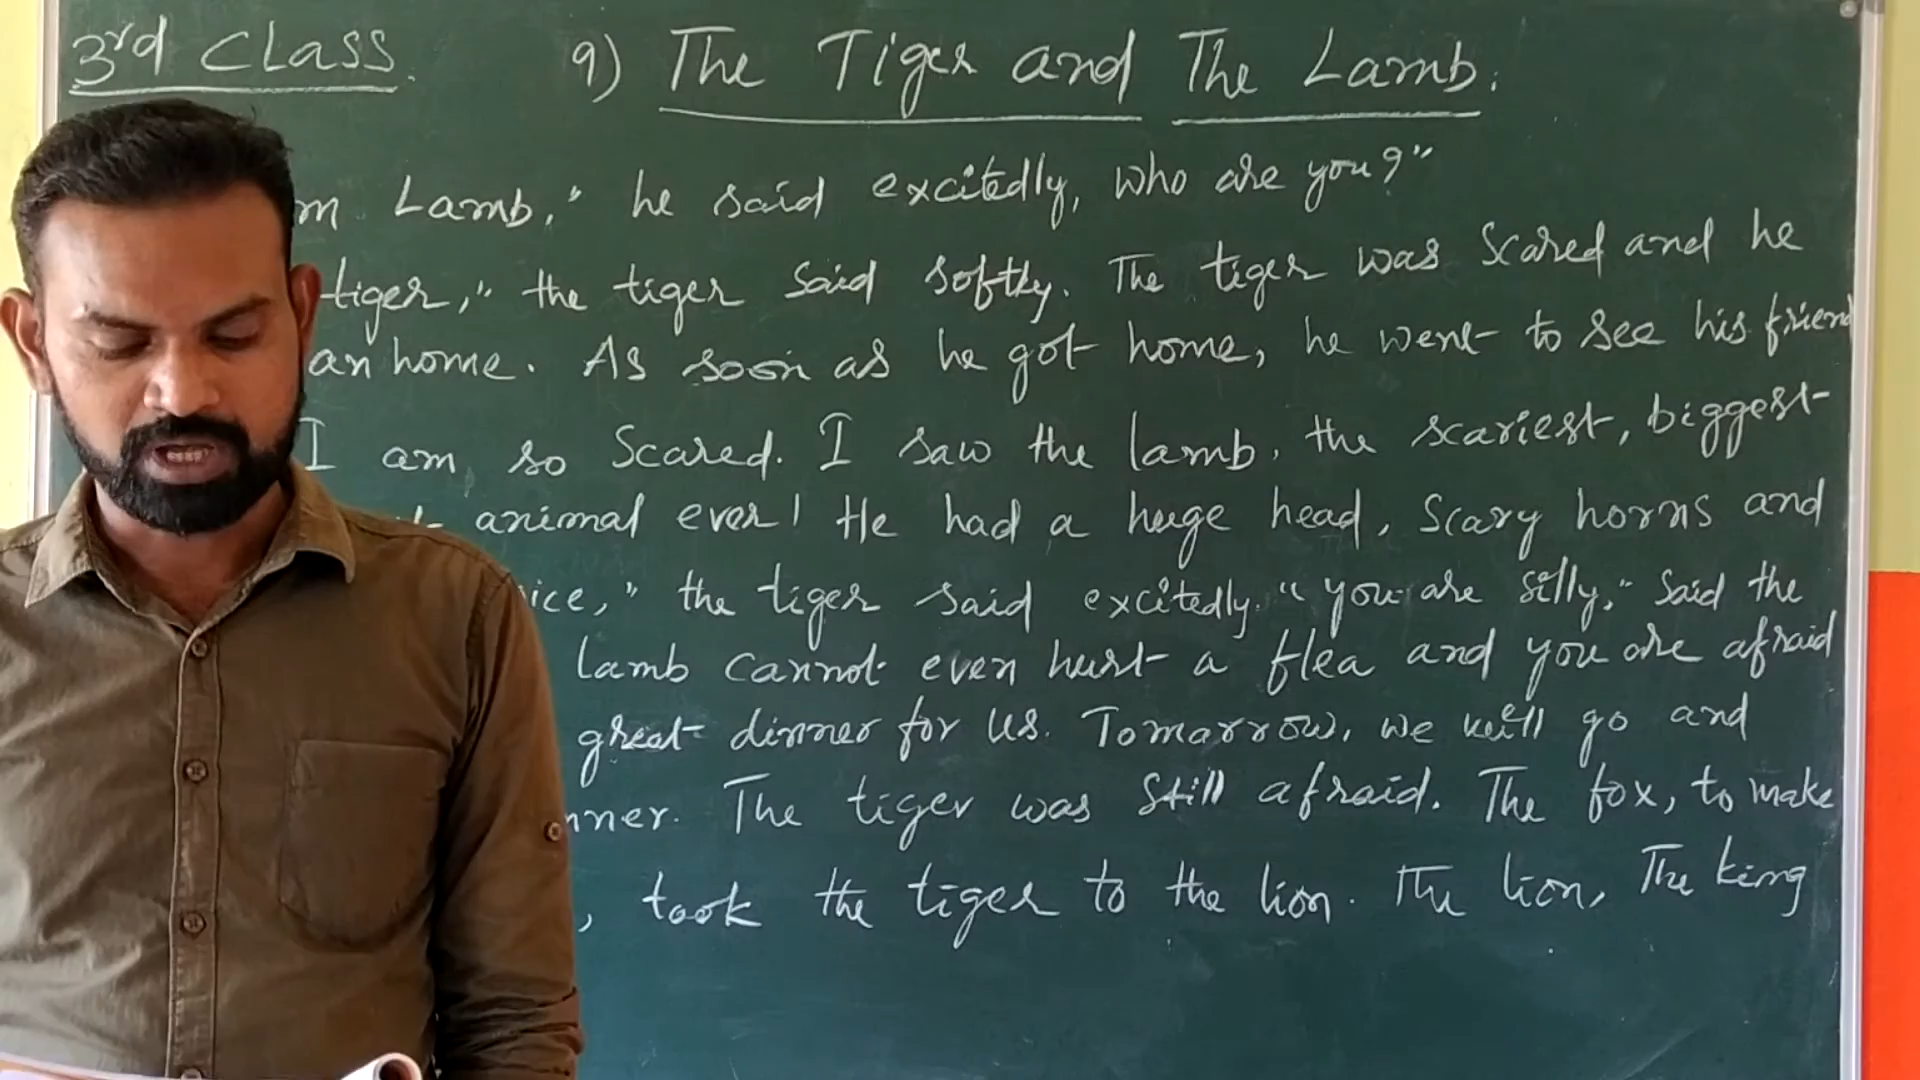 3rd Class. 9) The Tiger and The Lamb.
m Lamb," he said excitedly, who are you?"
tiger," the tiger said softly. The tiger was scared and he
an home. As soon as he got home, he went to see his friend
I am so scared. I saw the lamb, the scariest, biggest
animal ever! He had a huge head, scary horns and
ice," the tiger said excitedly. "you are silly," said the
lamb cannot even hurt a flea and you are afraid
great dinner for us. Tomarrow, we will go and
nner. The tiger was still afraid. The fox, to make
, took the tiger to the lion. The lion, The king